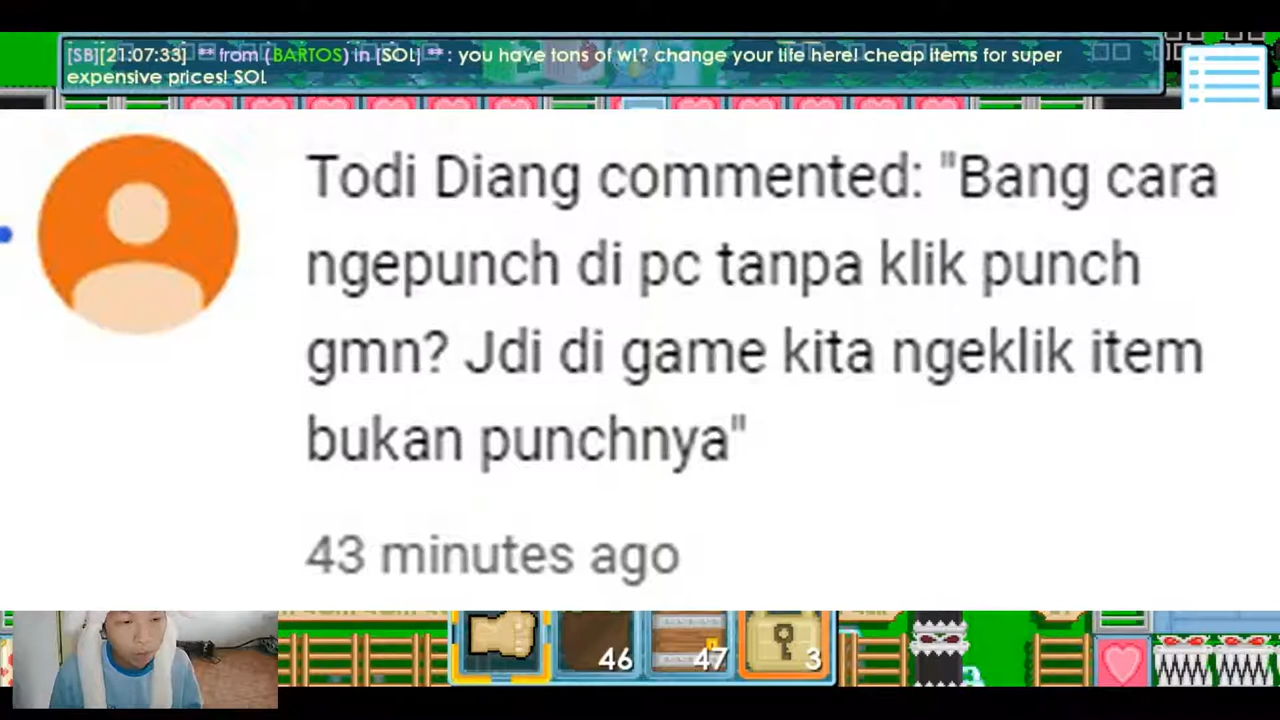 [SB][21:07:33] ** from (BARTOS) in [SOL] ** : you have tons of wl? change your life here! cheap items for super
expensive prices! SOL
Todi Diang commented: "Bang cara
ngepunch di pc tanpa klik punch
gmn? Jdi di game kita ngeklik item
bukan punchnya"
43 minutes ago
46 47 3